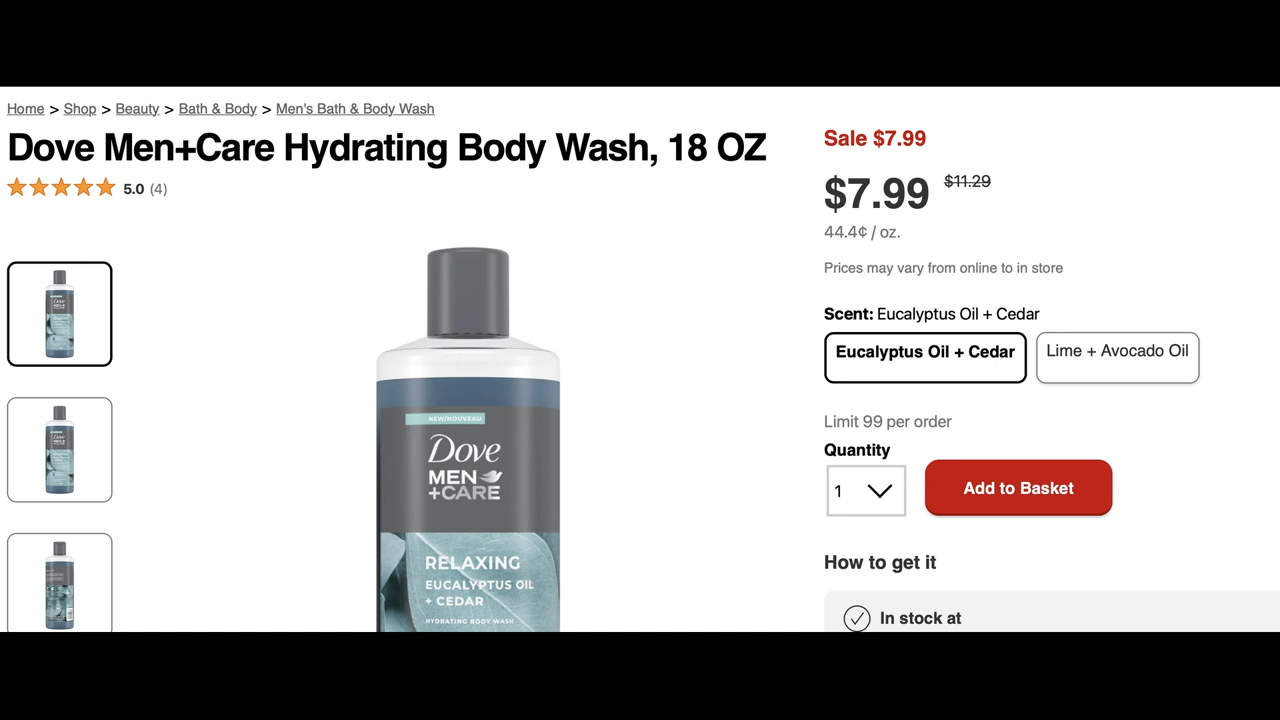 Home > Shop > Beauty > Bath & Body > Men's Bath & Body Wash
Dove Men+Care Hydrating Body Wash, 18 OZ
5.0 (4)
Sale $7.99
$7.99 $11.29
44.4¢ / oz.
Prices may vary from online to in store
Scent: Eucalyptus Oil + Cedar
Eucalyptus Oil + Cedar
Lime + Avocado Oil
Limit 99 per order
Quantity
1
Add to Basket
How to get it
In stock at
NEW/NOUVEAU
Dove
MEN
+CARE
RELAXING
EUCALYPTUS OIL
+ CEDAR
HYDRATING BODY WASH